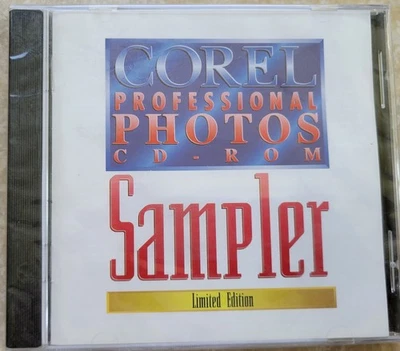 COREL
PROFESSIONAL
PHOTOS
CD-ROM
Sampler
Limited Edition